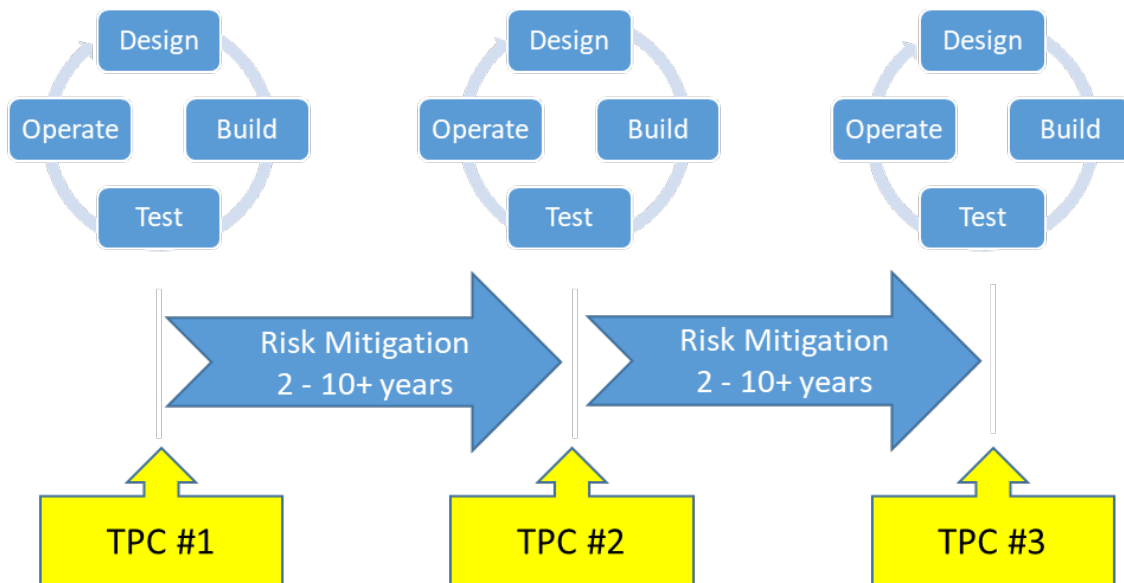 Design
Operate
Build
Test
Design
Operate
Build
Test
Design
Operate
Build
Test
Risk Mitigation
2 - 10+ years
Risk Mitigation
2 - 10+ years
TPC #1
TPC #2
TPC #3